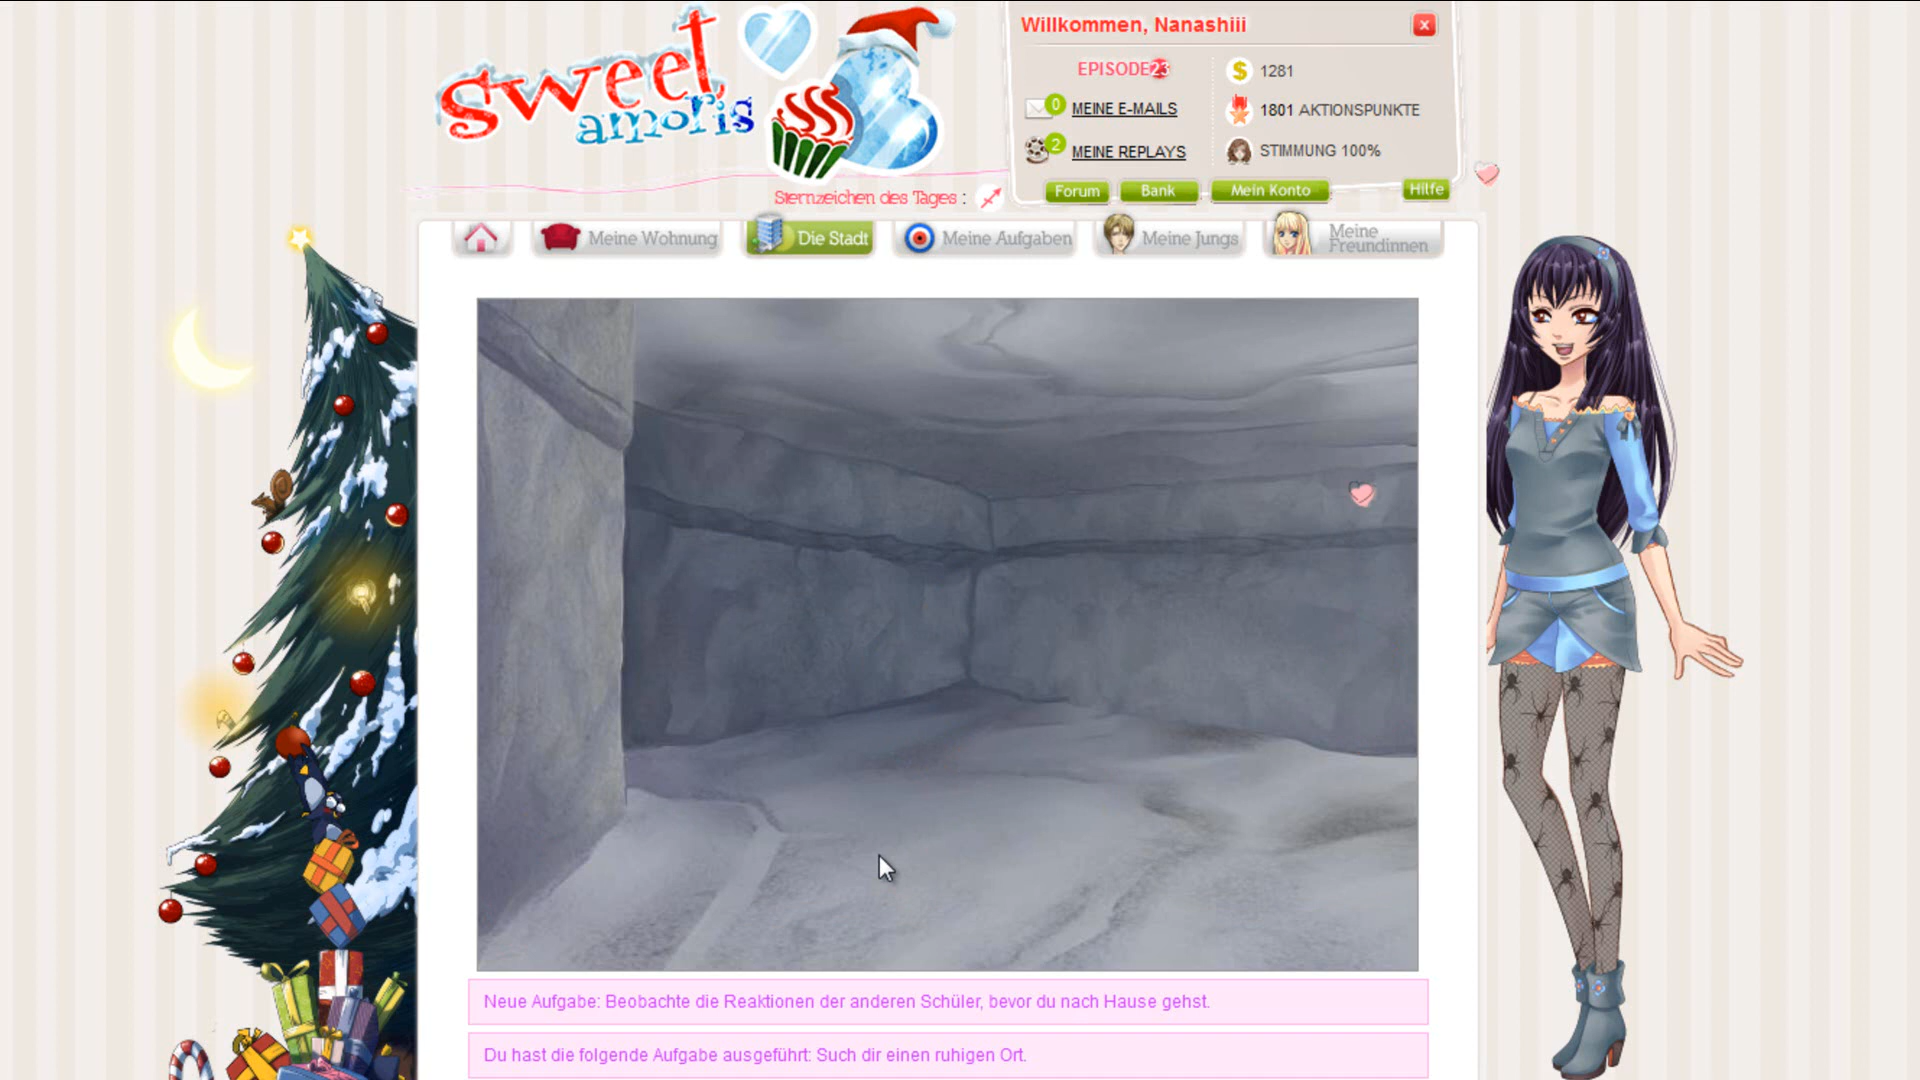 sweet
amoris
Willkommen, Nanashiii
x
EPISODE 23
$ 1281
0 MEINE E-MAILS
1801 AKTIONSPUNKTE
2 MEINE REPLAYS
STIMMUNG 100%
Sternzeichen des Tages :
Forum
Bank
Mein Konto
Hilfe
Meine Wohnung
Die Stadt
Meine Aufgaben
Meine Jungs
Meine
Freundinnen
Neue Aufgabe: Beobachte die Reaktionen der anderen Schüler, bevor du nach Hause gehst.
Du hast die folgende Aufgabe ausgeführt: Such dir einen ruhigen Ort.